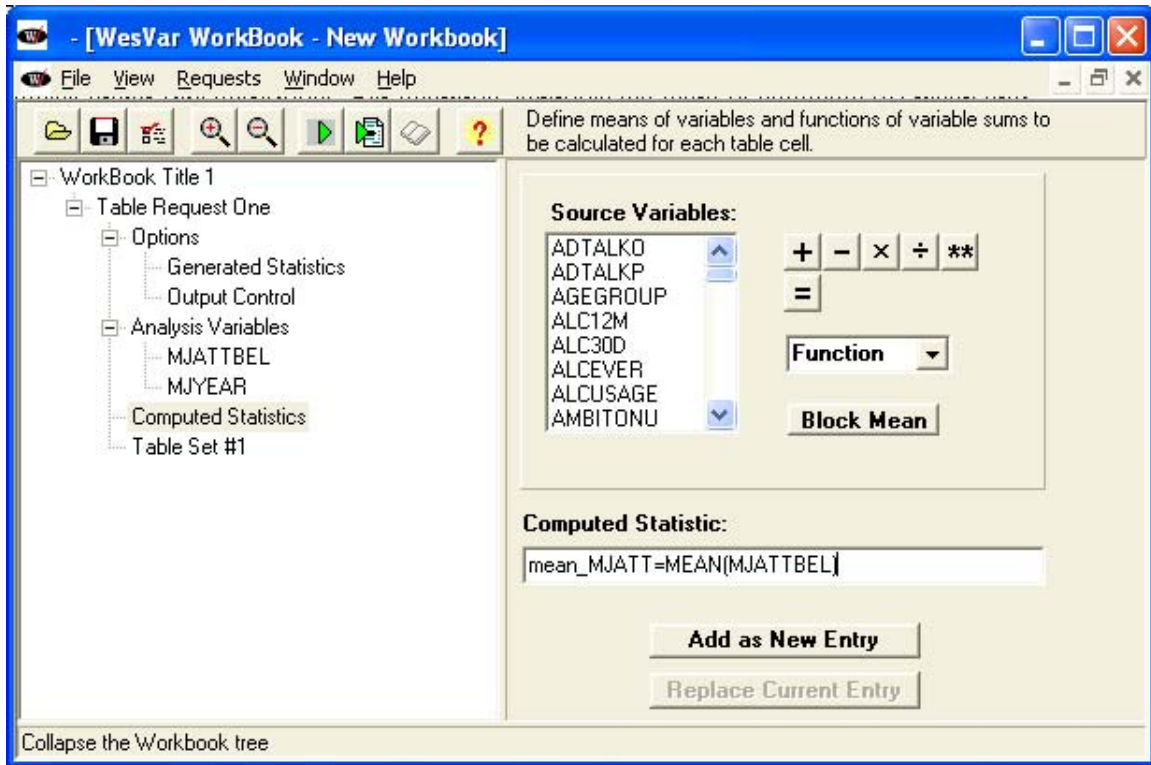 - [WesVar WorkBook - New Workbook]
File View Requests Window Help
Define means of variables and functions of variable sums to
be calculated for each table cell.
WorkBook Title 1
Table Request One
Options
Generated Statistics
Output Control
Analysis Variables
MJATTBEL
MJYEAR
Computed Statistics
Table Set #1
Source Variables:
ADTALKO
ADTALKP
AGEGROUP
ALC12M
ALC30D
ALCEVER
ALCUSAGE
AMBITONU
+ − × ÷ **
=
Function
Block Mean
Computed Statistic:
mean_MJATT=MEAN(MJATTBEL)
Add as New Entry
Replace Current Entry
Collapse the Workbook tree